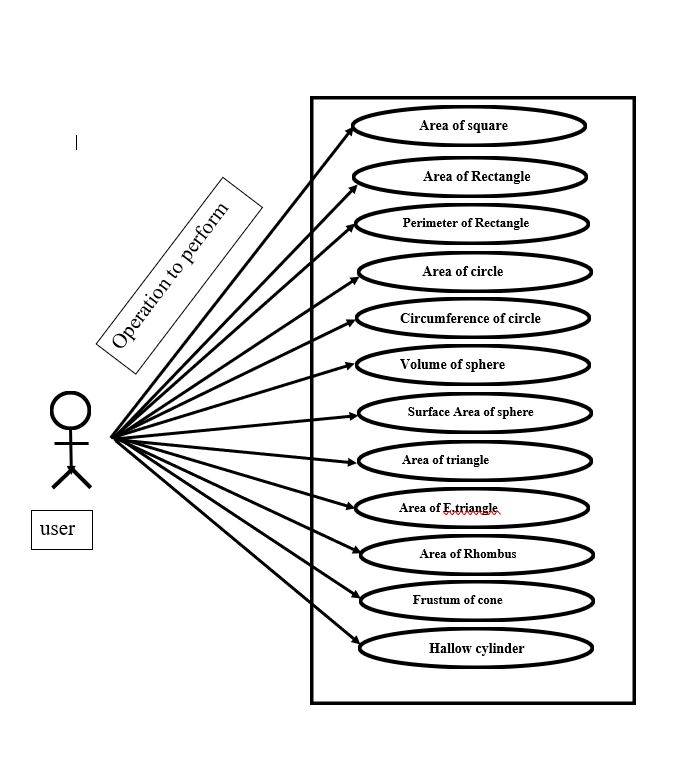 Area of square
Area of Rectangle
Operation to perform
Perimeter of Rectangle
Area of circle
Circumference of circle
Volume of sphere
Surface Area of sphere
Area of triangle
Area of E.triangle
user
Area of Rhombus
Frustum of cone
Hallow cylinder